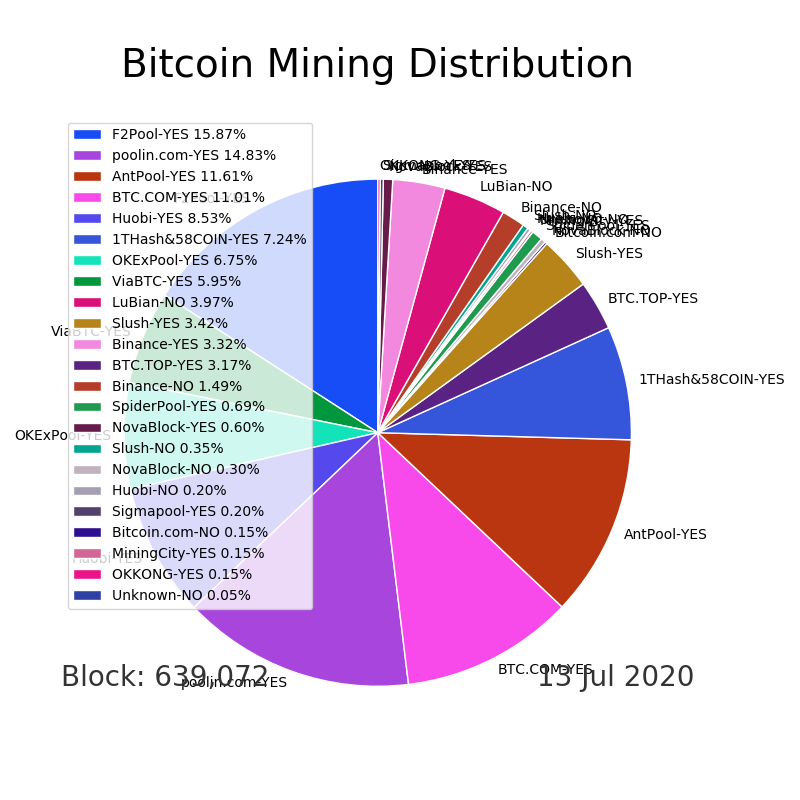 Bitcoin Mining Distribution
F2Pool-YES 15.87%
poolin.com-YES 14.83%
AntPool-YES 11.61%
BTC.COM-YES 11.01%
Huobi-YES 8.53%
1THash&58COIN-YES 7.24%
OKExPool-YES 6.75%
ViaBTC-YES 5.95%
LuBian-NO 3.97%
Slush-YES 3.42%
Binance-YES 3.32%
BTC.TOP-YES 3.17%
Binance-NO 1.49%
SpiderPool-YES 0.69%
NovaBlock-YES 0.60%
Slush-NO 0.35%
NovaBlock-NO 0.30%
Huobi-NO 0.20%
Sigmapool-YES 0.20%
Bitcoin.com-NO 0.15%
MiningCity-YES 0.15%
OKKONG-YES 0.15%
Unknown-NO 0.05%
Binance-YES
LuBian-NO
Binance-NO
Bitcoin.com-NO
Slush-YES
BTC.TOP-YES
1THash&58COIN-YES
AntPool-YES
BTC.COM-YES
poolin.com-YES
Huobi-YES
OKExPool-YES
ViaBTC-YES
Block: 639,072
13 Jul 2020